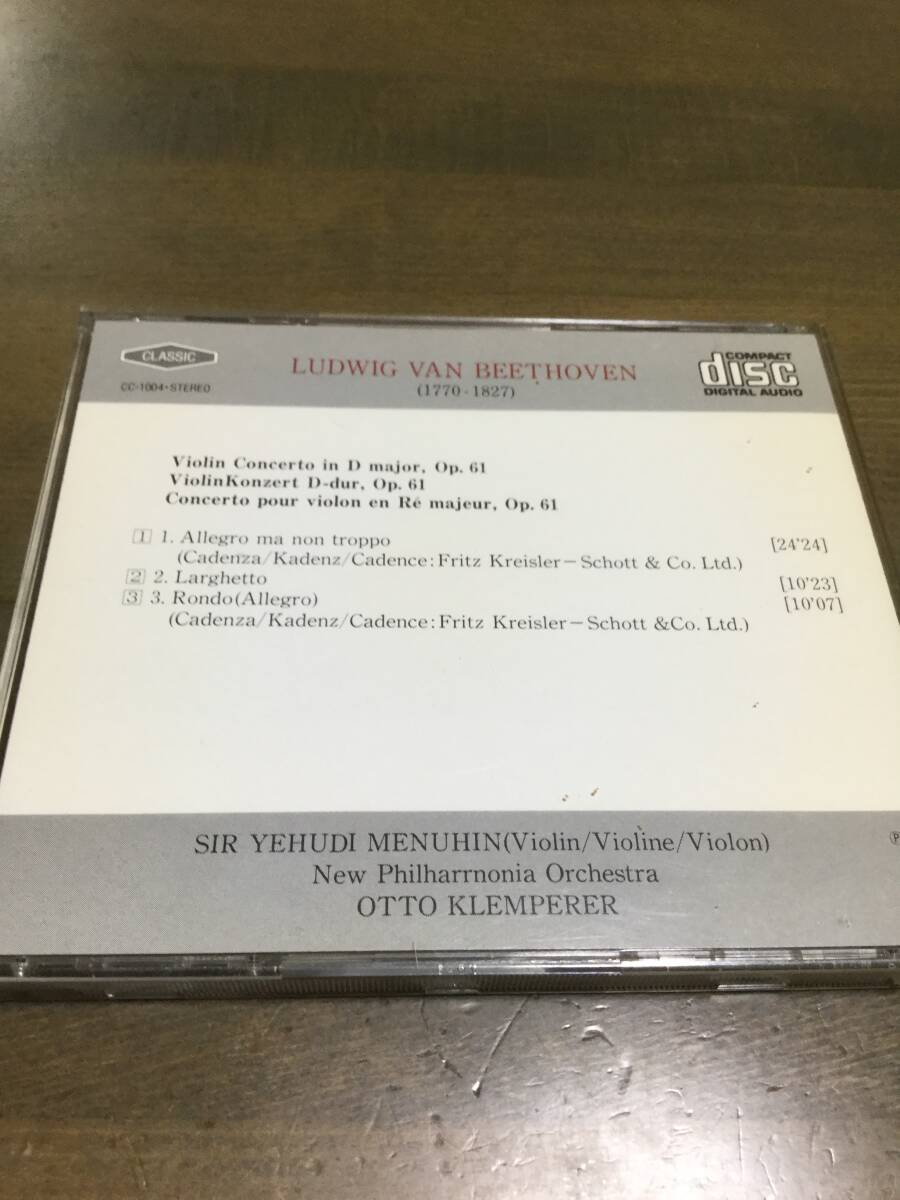 CLASSIC
CC-1004・STEREO
LUDWIG VAN BEETHOVEN
(1770-1827)
COMPACT
disc
DIGITAL AUDIO
Violin Concerto in D major, Op. 61
ViolinKonzert D-dur, Op. 61
Concerto pour violon en Ré majeur, Op. 61
1 1. Allegro ma non troppo [24'24]
(Cadenza/Kadenz/Cadence: Fritz Kreisler－Schott & Co. Ltd.)
2 2. Larghetto [10'23]
3 3. Rondo(Allegro) [10'07]
(Cadenza/Kadenz/Cadence: Fritz Kreisler－Schott &Co. Ltd.)
SIR YEHUDI MENUHIN(Violin/Violine/Violon)
New Philharrnonia Orchestra
OTTO KLEMPERER
℗